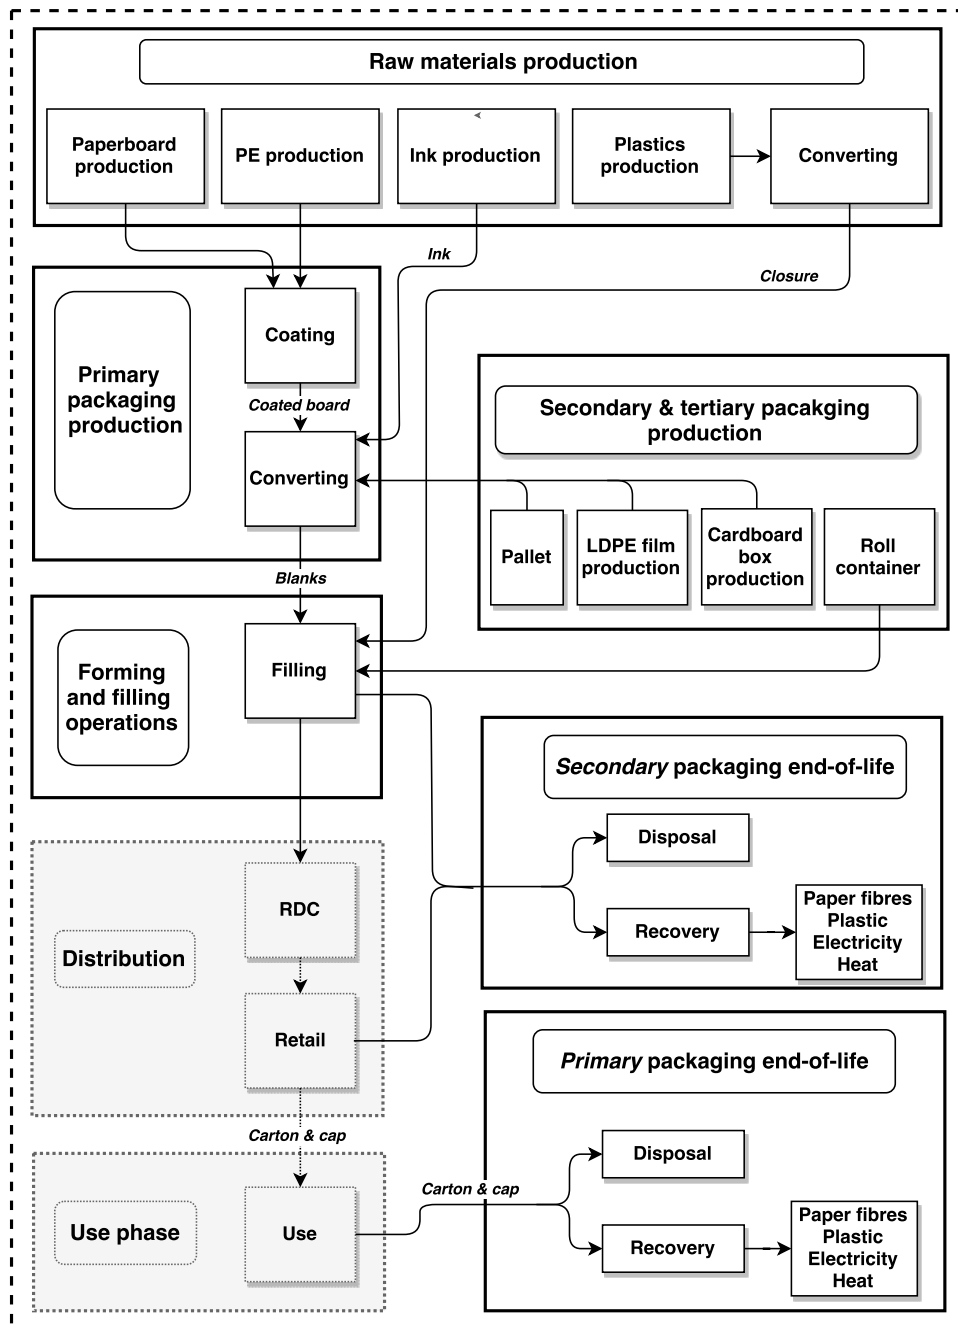 Raw materials production
Paperboard
production
PE production
Ink production
Plastics
production
Converting
Ink
Closure
Primary
packaging
production
Coating
Coated board
Converting
Secondary & tertiary pacakging
production
Pallet
LDPE film
production
Cardboard
box
production
Roll
container
Blanks
Forming
and filling
operations
Filling
Secondary packaging end-of-life
Disposal
Recovery
Paper fibres
Plastic
Electricity
Heat
Distribution
RDC
Retail
Carton & cap
Primary packaging end-of-life
Disposal
Carton & cap
Recovery
Paper fibres
Plastic
Electricity
Heat
Use phase
Use